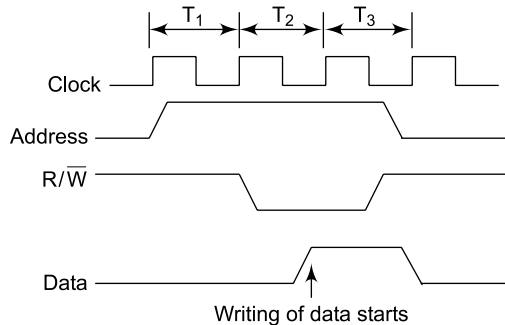 T₁ T₂ T₃
Clock
Address
R/W̅
Data
Writing of data starts